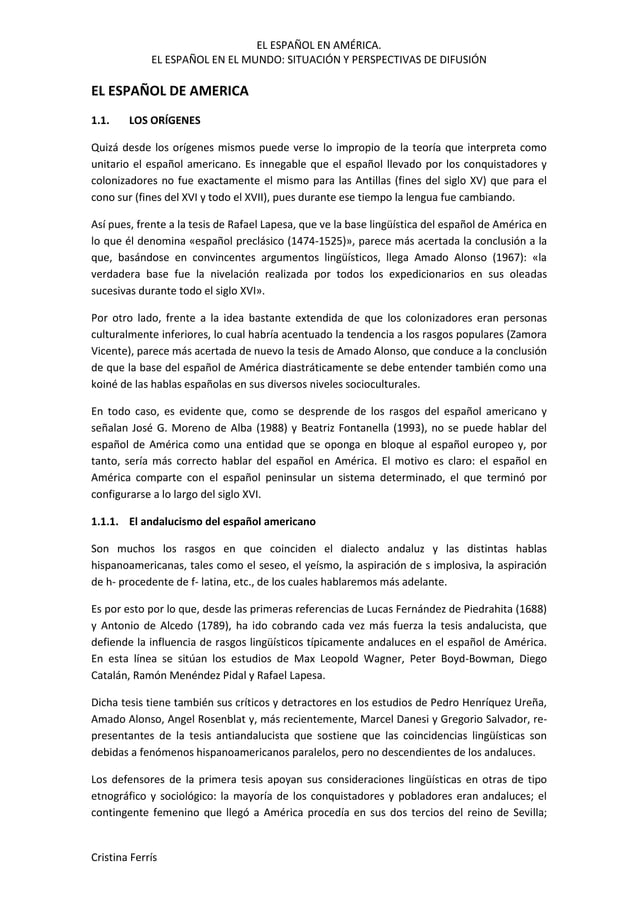 EL ESPAÑOL EN AMÉRICA.
EL ESPAÑOL EN EL MUNDO: SITUACIÓN Y PERSPECTIVAS DE DIFUSIÓN
EL ESPAÑOL DE AMERICA
1.1. LOS ORÍGENES
Quizá desde los orígenes mismos puede verse lo impropio de la teoría que interpreta como
unitario el español americano. Es innegable que el español llevado por los conquistadores y
colonizadores no fue exactamente el mismo para las Antillas (fines del siglo XV) que para el
cono sur (fines del XVI y todo el XVII), pues durante ese tiempo la lengua fue cambiando.
Así pues, frente a la tesis de Rafael Lapesa, que ve la base lingüística del español de América en
lo que él denomina «español preclásico (1474-1525)», parece más acertada la conclusión a la
que, basándose en convincentes argumentos lingüísticos, llega Amado Alonso (1967): «la
verdadera base fue la nivelación realizada por todos los expedicionarios en sus oleadas
sucesivas durante todo el siglo XVI».
Por otro lado, frente a la idea bastante extendida de que los colonizadores eran personas
culturalmente inferiores, lo cual habría acentuado la tendencia a los rasgos populares (Zamora
Vicente), parece más acertada de nuevo la tesis de Amado Alonso, que conduce a la conclusión
de que la base del español de América diastráticamente se debe entender también como una
koiné de las hablas españolas en sus diversos niveles socioculturales.
En todo caso, es evidente que, como se desprende de los rasgos del español americano y
señalan José G. Moreno de Alba (1988) y Beatriz Fontanella (1993), no se puede hablar del
español de América como una entidad que se oponga en bloque al español europeo y, por
tanto, sería más correcto hablar del español en América. El motivo es claro: el español en
América comparte con el español peninsular un sistema determinado, el que terminó por
configurarse a lo largo del siglo XVI.
1.1.1. El andalucismo del español americano
Son muchos los rasgos en que coinciden el dialecto andaluz y las distintas hablas
hispanoamericanas, tales como el seseo, el yeísmo, la aspiración de s implosiva, la aspiración
de h- procedente de f- latina, etc., de los cuales hablaremos más adelante.
Es por esto por lo que, desde las primeras referencias de Lucas Fernández de Piedrahita (1688)
y Antonio de Alcedo (1789), ha ido cobrando cada vez más fuerza la tesis andalucista, que
defiende la influencia de rasgos lingüísticos típicamente andaluces en el español de América.
En esta línea se sitúan los estudios de Max Leopold Wagner, Peter Boyd-Bowman, Diego
Catalán, Ramón Menéndez Pidal y Rafael Lapesa.
Dicha tesis tiene también sus críticos y detractores en los estudios de Pedro Henríquez Ureña,
Amado Alonso, Angel Rosenblat y, más recientemente, Marcel Danesi y Gregorio Salvador, re-
presentantes de la tesis antiandalucista que sostiene que las coincidencias lingüísticas son
debidas a fenómenos hispanoamericanos paralelos, pero no descendientes de los andaluces.
Los defensores de la primera tesis apoyan sus consideraciones lingüísticas en otras de tipo
etnográfico y sociológico: la mayoría de los conquistadores y pobladores eran andaluces; el
contingente femenino que llegó a América procedía en sus dos tercios del reino de Sevilla;
Cristina Ferrís